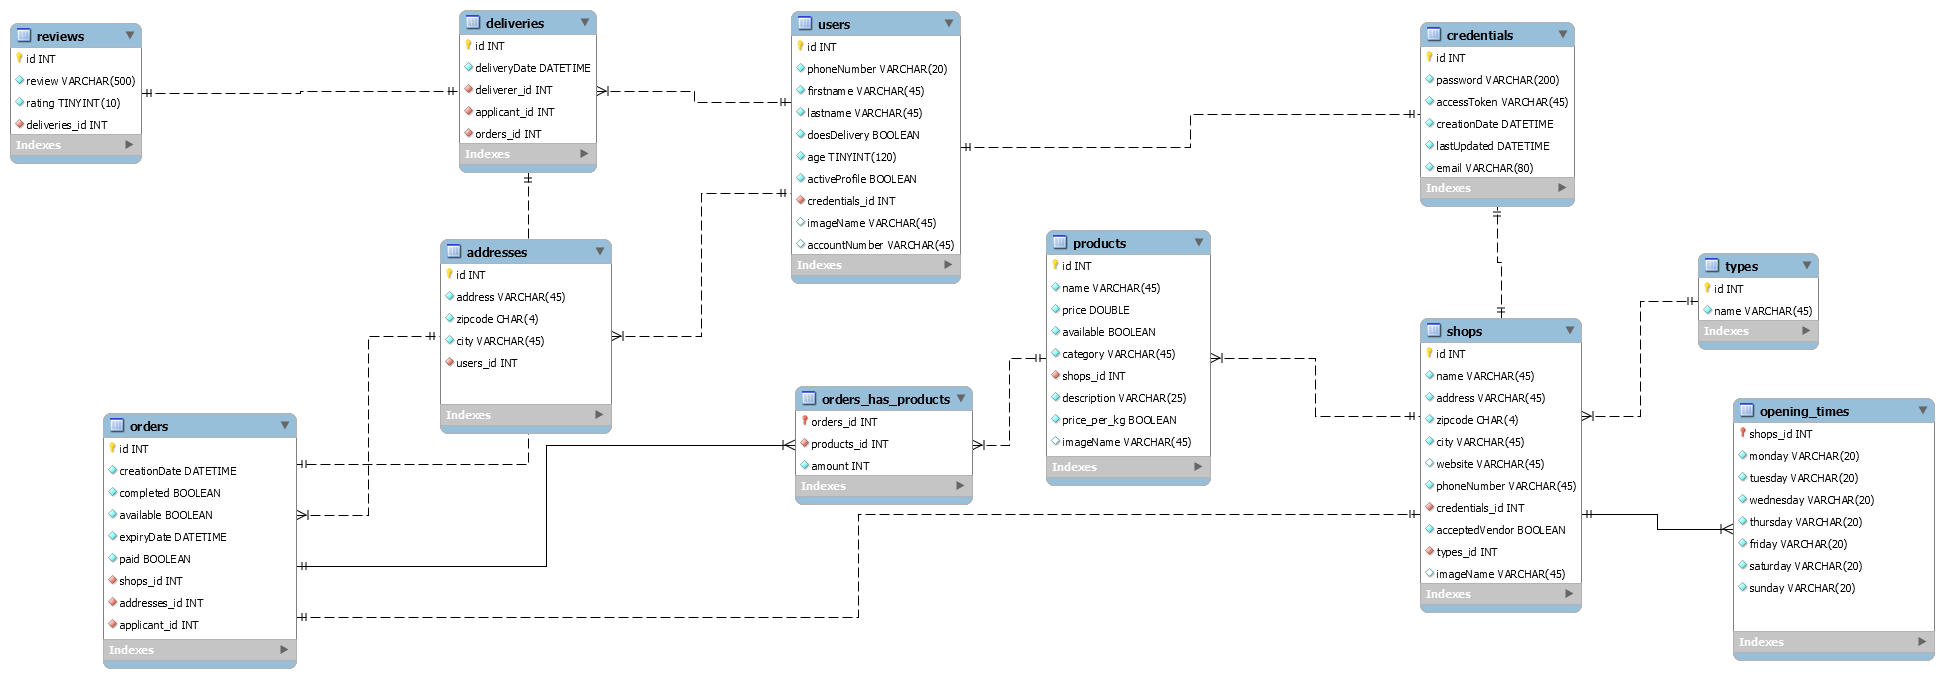 reviews
id INT
review VARCHAR(500)
rating TINYINT(10)
deliveries_id INT
Indexes
deliveries
id INT
deliveryDate DATETIME
deliverer_id INT
applicant_id INT
orders_id INT
Indexes
users
id INT
phoneNumber VARCHAR(20)
firstname VARCHAR(45)
lastname VARCHAR(45)
doesDelivery BOOLEAN
age TINYINT(120)
activeProfile BOOLEAN
credentials_id INT
imageName VARCHAR(45)
accountNumber VARCHAR(45)
Indexes
credentials
id INT
password VARCHAR(200)
accessToken VARCHAR(45)
creationDate DATETIME
lastUpdated DATETIME
email VARCHAR(80)
Indexes
addresses
id INT
address VARCHAR(45)
zipcode CHAR(4)
city VARCHAR(45)
users_id INT
Indexes
products
id INT
name VARCHAR(45)
price DOUBLE
available BOOLEAN
category VARCHAR(45)
shops_id INT
description VARCHAR(25)
price_per_kg BOOLEAN
imageName VARCHAR(45)
Indexes
types
id INT
name VARCHAR(45)
Indexes
shops
id INT
name VARCHAR(45)
address VARCHAR(45)
zipcode CHAR(4)
city VARCHAR(45)
website VARCHAR(45)
phoneNumber VARCHAR(45)
credentials_id INT
acceptedVendor BOOLEAN
types_id INT
imageName VARCHAR(45)
Indexes
orders
id INT
creationDate DATETIME
completed BOOLEAN
available BOOLEAN
expiryDate DATETIME
paid BOOLEAN
shops_id INT
addresses_id INT
applicant_id INT
Indexes
orders_has_products
orders_id INT
products_id INT
amount INT
Indexes
opening_times
shops_id INT
monday VARCHAR(20)
tuesday VARCHAR(20)
wednesday VARCHAR(20)
thursday VARCHAR(20)
friday VARCHAR(20)
saturday VARCHAR(20)
sunday VARCHAR(20)
Indexes